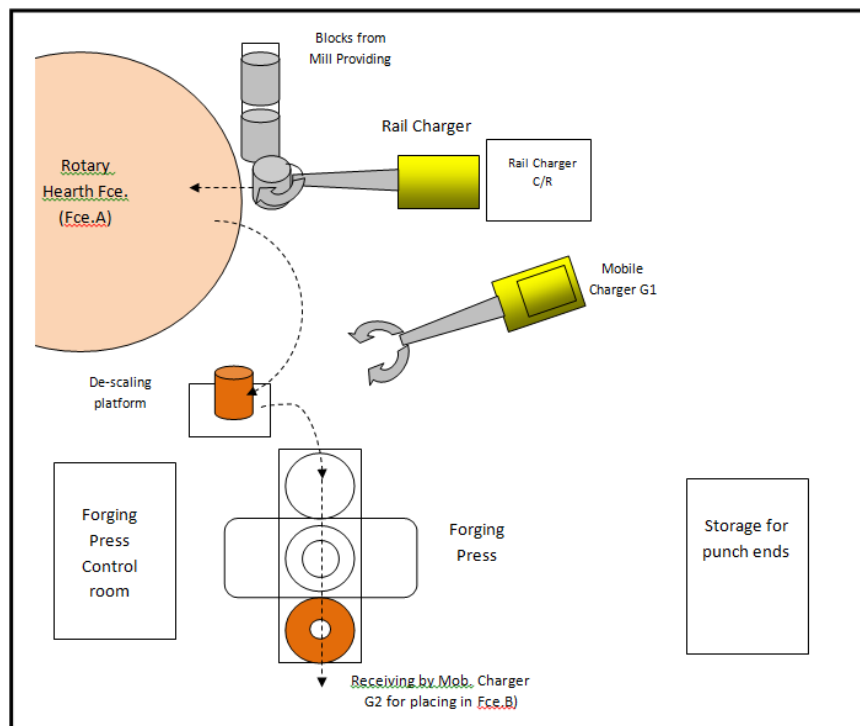 Blocks from
Mill Providing
Rail Charger
Rail Charger
C/R
Rotary
Hearth Fce.
(Fce.A)
Mobile
Charger G1
De-scaling
platform
Forging
Press
Control
room
Forging
Press
Storage for
punch ends
Receiving by Mob. Charger
G2 for placing in Fce.B)